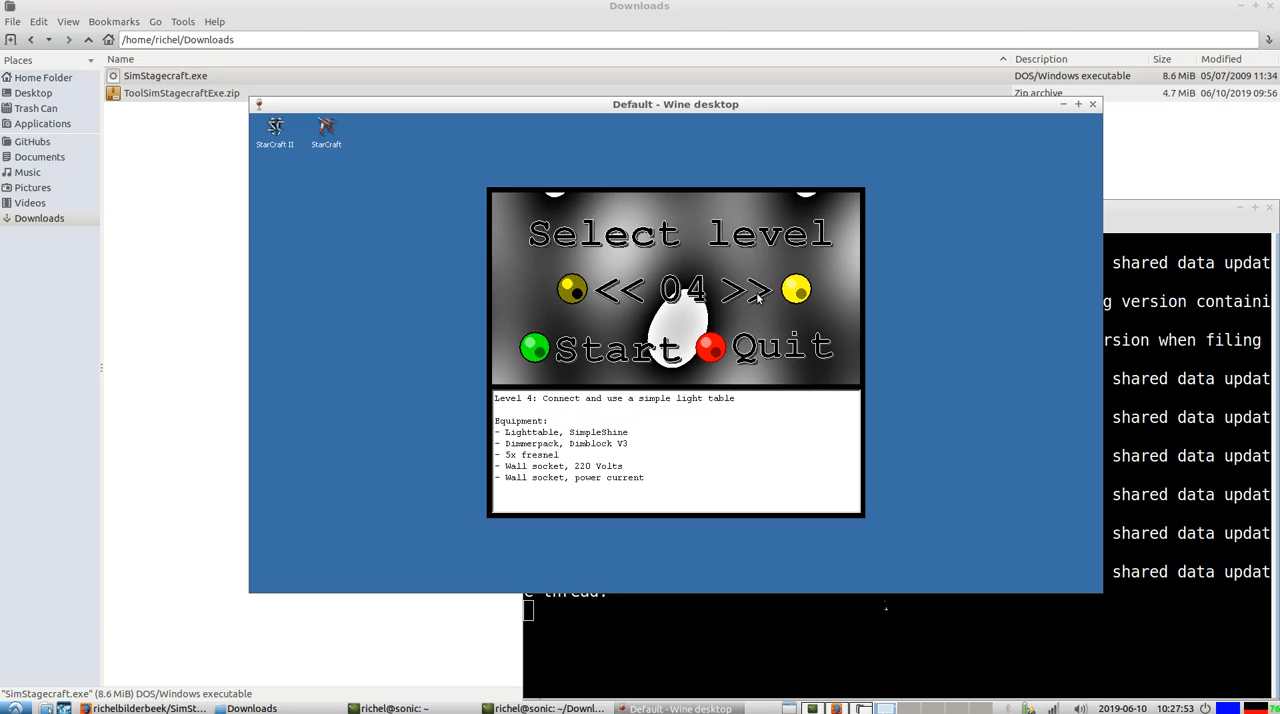 Downloads
File Edit View Bookmarks Go Tools Help
/home/richel/Downloads
Places
Name Description Size Modified
Home Folder
Desktop
Trash Can
Applications
GitHubs
Documents
Music
Pictures
Videos
Downloads
SimStagecraft.exe DOS/Windows executable 8.6 MiB 05/07/2009 11:34
ToolSimStagecraftExe.zip Zip archive 4.7 MiB 06/10/2019 09:56
Default - Wine desktop
StarCraft II StarCraft
Select level
<< 04 >>
Start Quit
Level 4: Connect and use a simple light table
Equipment:
- Lighttable, SimpleShine
- Dimmerpack, Dimblock V3
- 5x fresnel
- Wall socket, 220 Volts
- Wall socket, power current
shared data updat
g version containi
rsion when filing
shared data updat
shared data updat
shared data updat
shared data updat
shared data updat
shared data updat
e thread.
"SimStagecraft.exe" (8.6 MiB) DOS/Windows executable
richelbilderbeek/SimSt... Downloads richel@sonic: ~ richel@sonic: ~/Downl... Default - Wine desktop 2019-06-10 10:27:53